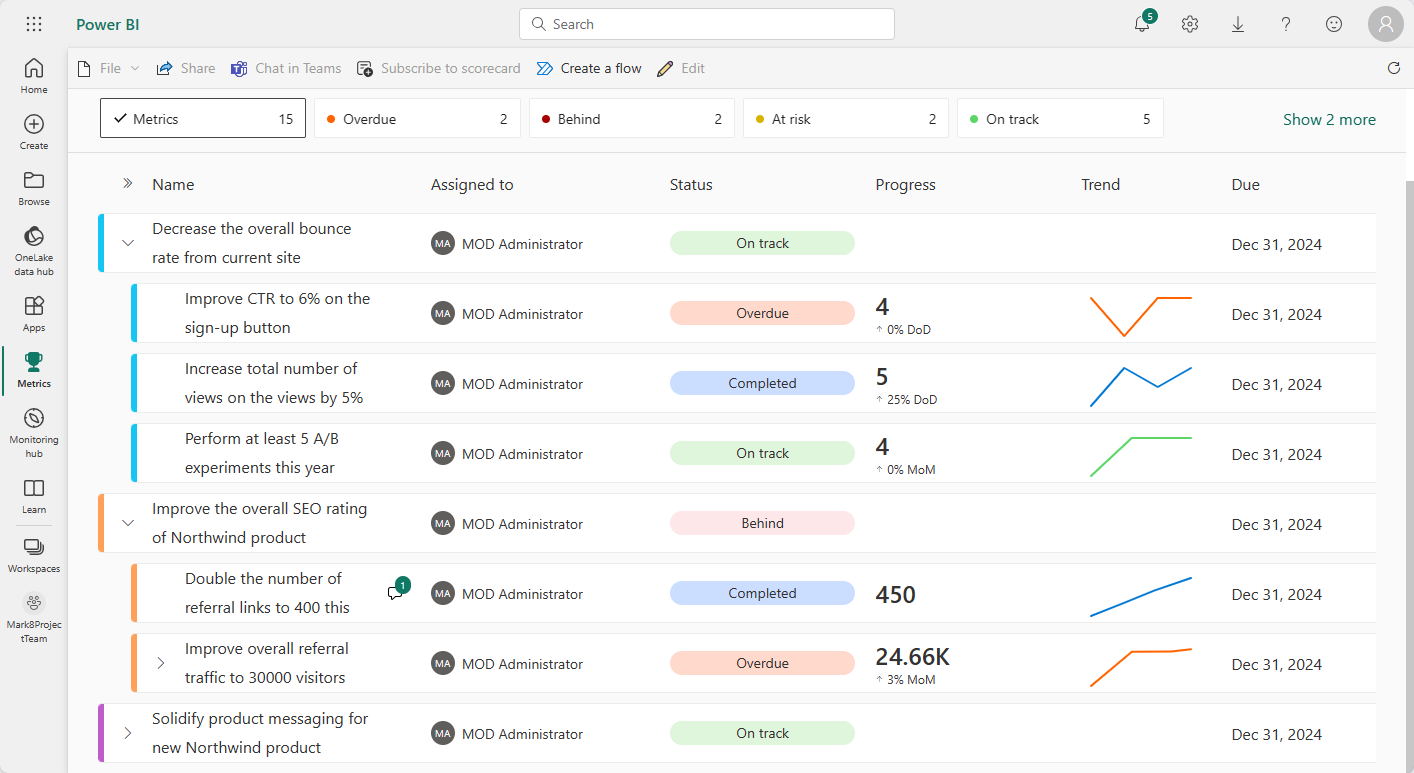 Power BI
Search
5
Home
Create
Browse
OneLake
data hub
Apps
Metrics
Monitoring
hub
Learn
Workspaces
Mark8Projec
tTeam
File
Share
Chat in Teams
Subscribe to scorecard
Create a flow
Edit
Metrics 15
Overdue 2
Behind 2
At risk 2
On track 5
Show 2 more
Name Assigned to Status Progress Trend Due
Decrease the overall bounce
rate from current site
MA MOD Administrator On track Dec 31, 2024
Improve CTR to 6% on the
sign-up button
MA MOD Administrator Overdue 4 Dec 31, 2024
↑ 0% DoD
Increase total number of
views on the views by 5%
MA MOD Administrator Completed 5 Dec 31, 2024
↑ 25% DoD
Perform at least 5 A/B
experiments this year
MA MOD Administrator On track 4 Dec 31, 2024
↑ 0% MoM
Improve the overall SEO rating
of Northwind product
MA MOD Administrator Behind Dec 31, 2024
Double the number of
referral links to 400 this
1
MA MOD Administrator Completed 450 Dec 31, 2024
Improve overall referral
traffic to 30000 visitors
MA MOD Administrator Overdue 24.66K Dec 31, 2024
↑ 3% MoM
Solidify product messaging for
new Northwind product
MA MOD Administrator On track Dec 31, 2024